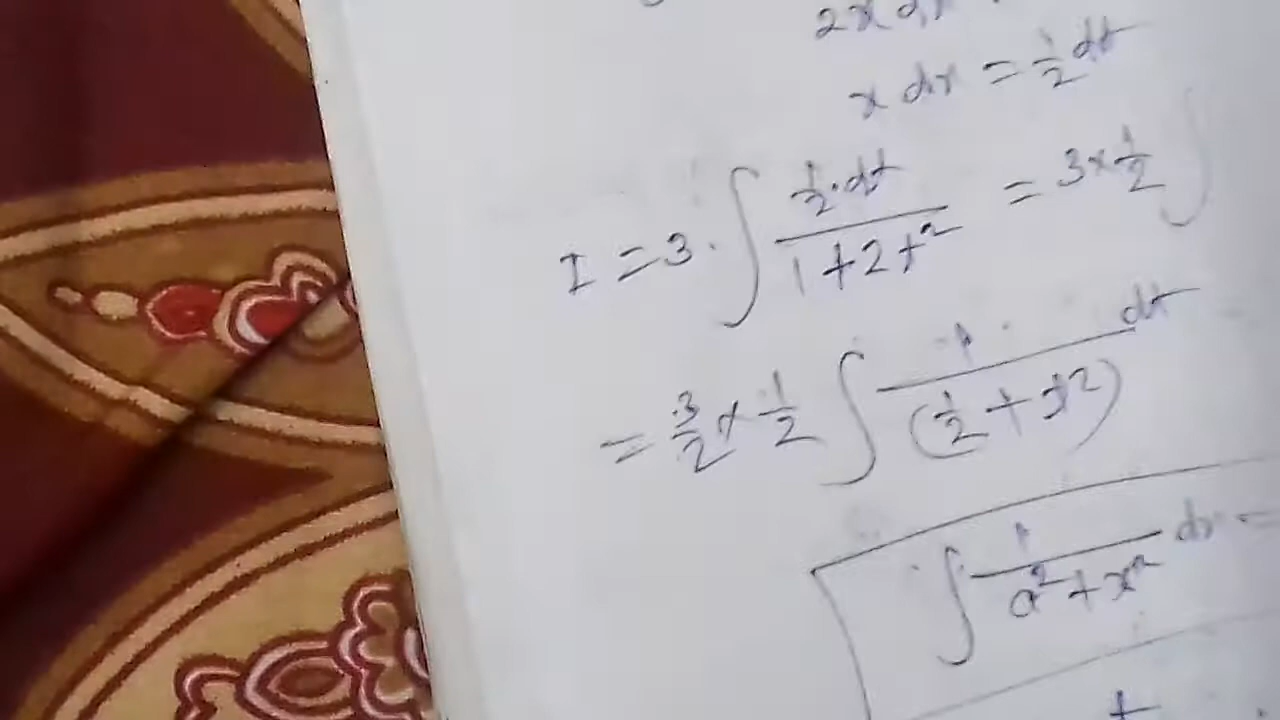 2x dx
x dx = 1/2 dt
I = 3 · ∫ (1/2 · dt)/(1+2t²) = 3 × 1/2 ∫
= 3/2 × 1/2 ∫ 1/(1/2 + t²) dt
∫ 1/(a² + x²) dx =
t